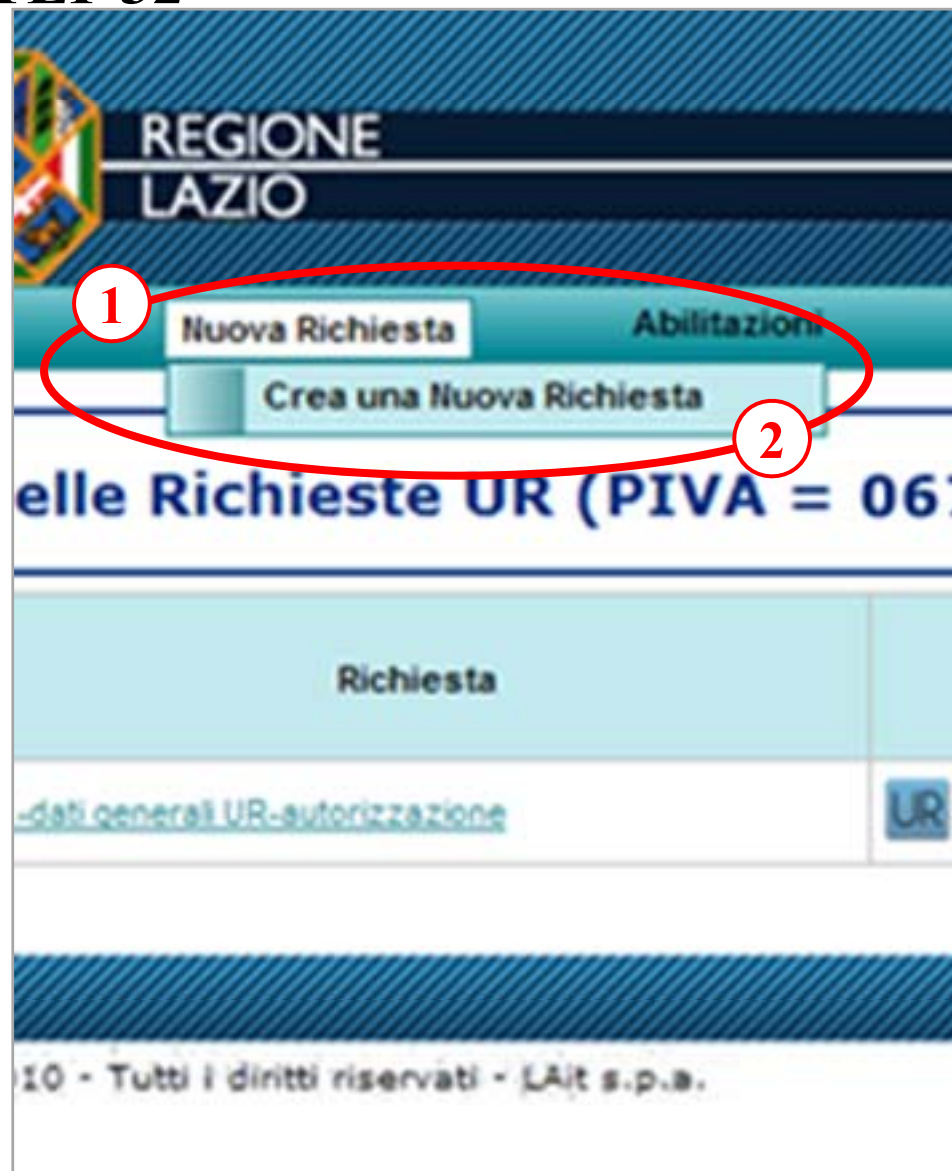 REGIONE
LAZIO
1
Nuova Richiesta Abilitazioni
Crea una Nuova Richiesta
2
elle Richieste UR (PIVA = 06
Richiesta
-dati generali UR-autorizzazione UR
10 - Tutti i diritti riservati - LAit s.p.a.